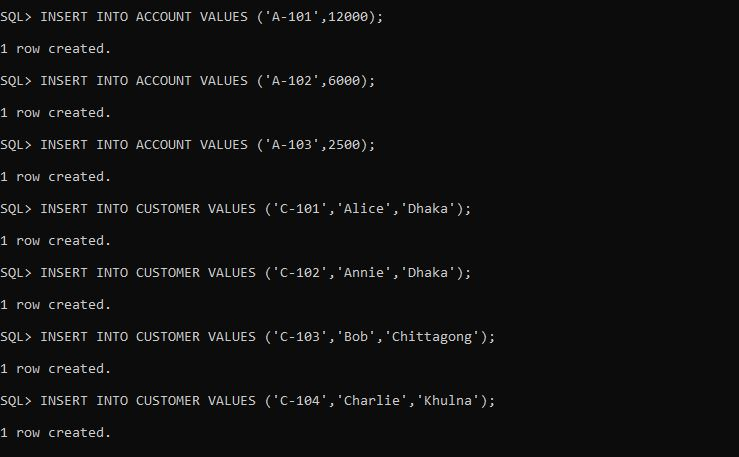 SQL> INSERT INTO ACCOUNT VALUES ('A-101',12000);
1 row created.
SQL> INSERT INTO ACCOUNT VALUES ('A-102',6000);
1 row created.
SQL> INSERT INTO ACCOUNT VALUES ('A-103',2500);
1 row created.
SQL> INSERT INTO CUSTOMER VALUES ('C-101','Alice','Dhaka');
1 row created.
SQL> INSERT INTO CUSTOMER VALUES ('C-102','Annie','Dhaka');
1 row created.
SQL> INSERT INTO CUSTOMER VALUES ('C-103','Bob','Chittagong');
1 row created.
SQL> INSERT INTO CUSTOMER VALUES ('C-104','Charlie','Khulna');
1 row created.